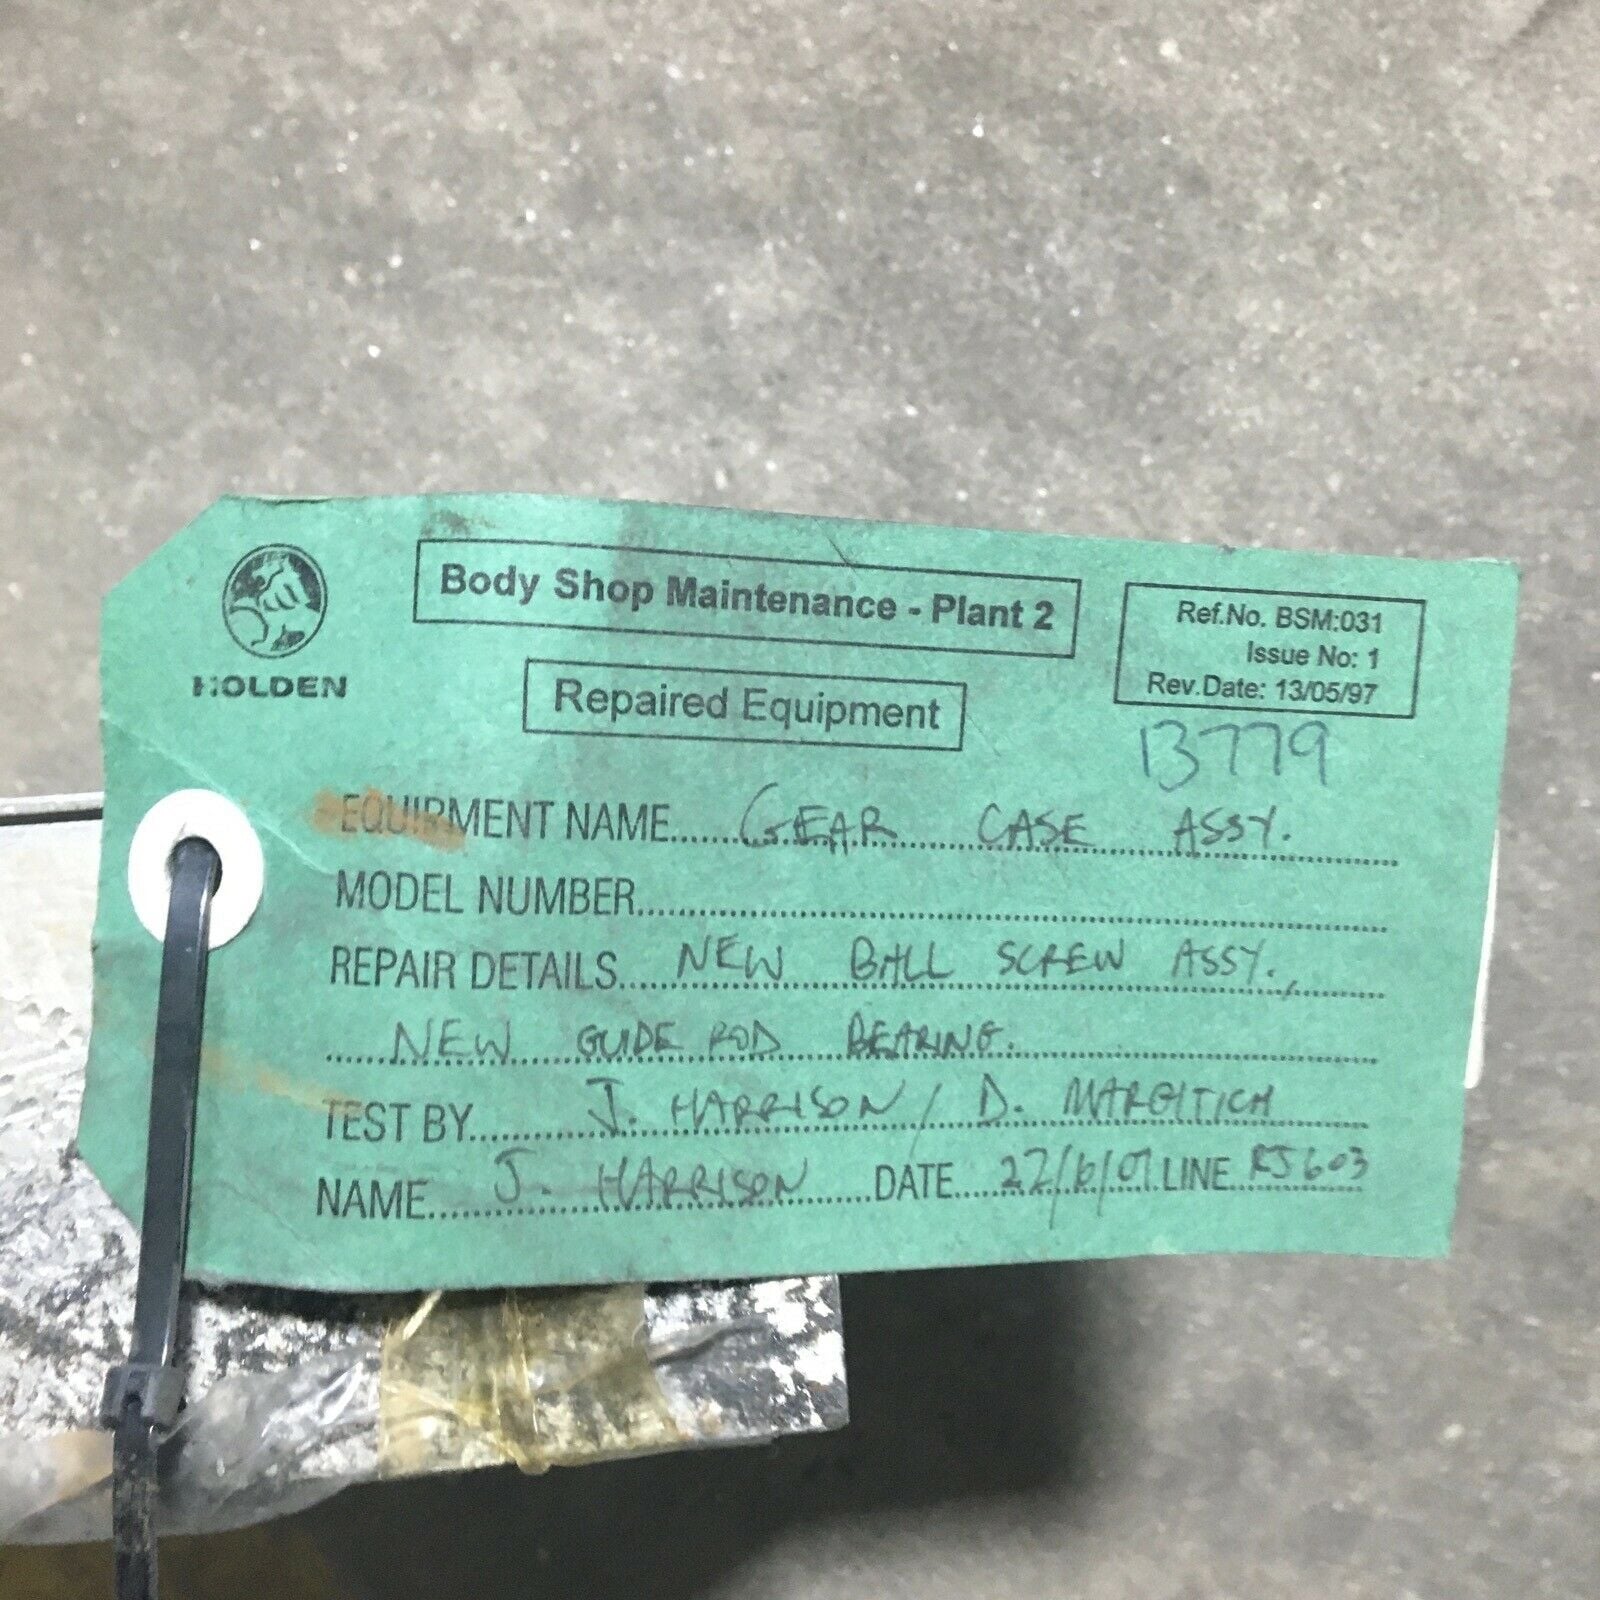 HOLDEN
Body Shop Maintenance - Plant 2
Repaired Equipment
Ref.No. BSM:031
Issue No: 1
Rev.Date: 13/05/97
13779
EQUIPMENT NAME GEAR CASE ASSY.
MODEL NUMBER
REPAIR DETAILS NEW BALL SCREW ASSY.,
NEW GUIDE ROD BEARING.
TEST BY J. HARRISON / D. MARGITICH
NAME J. HARRISON DATE 22/6/01 LINE RJ603